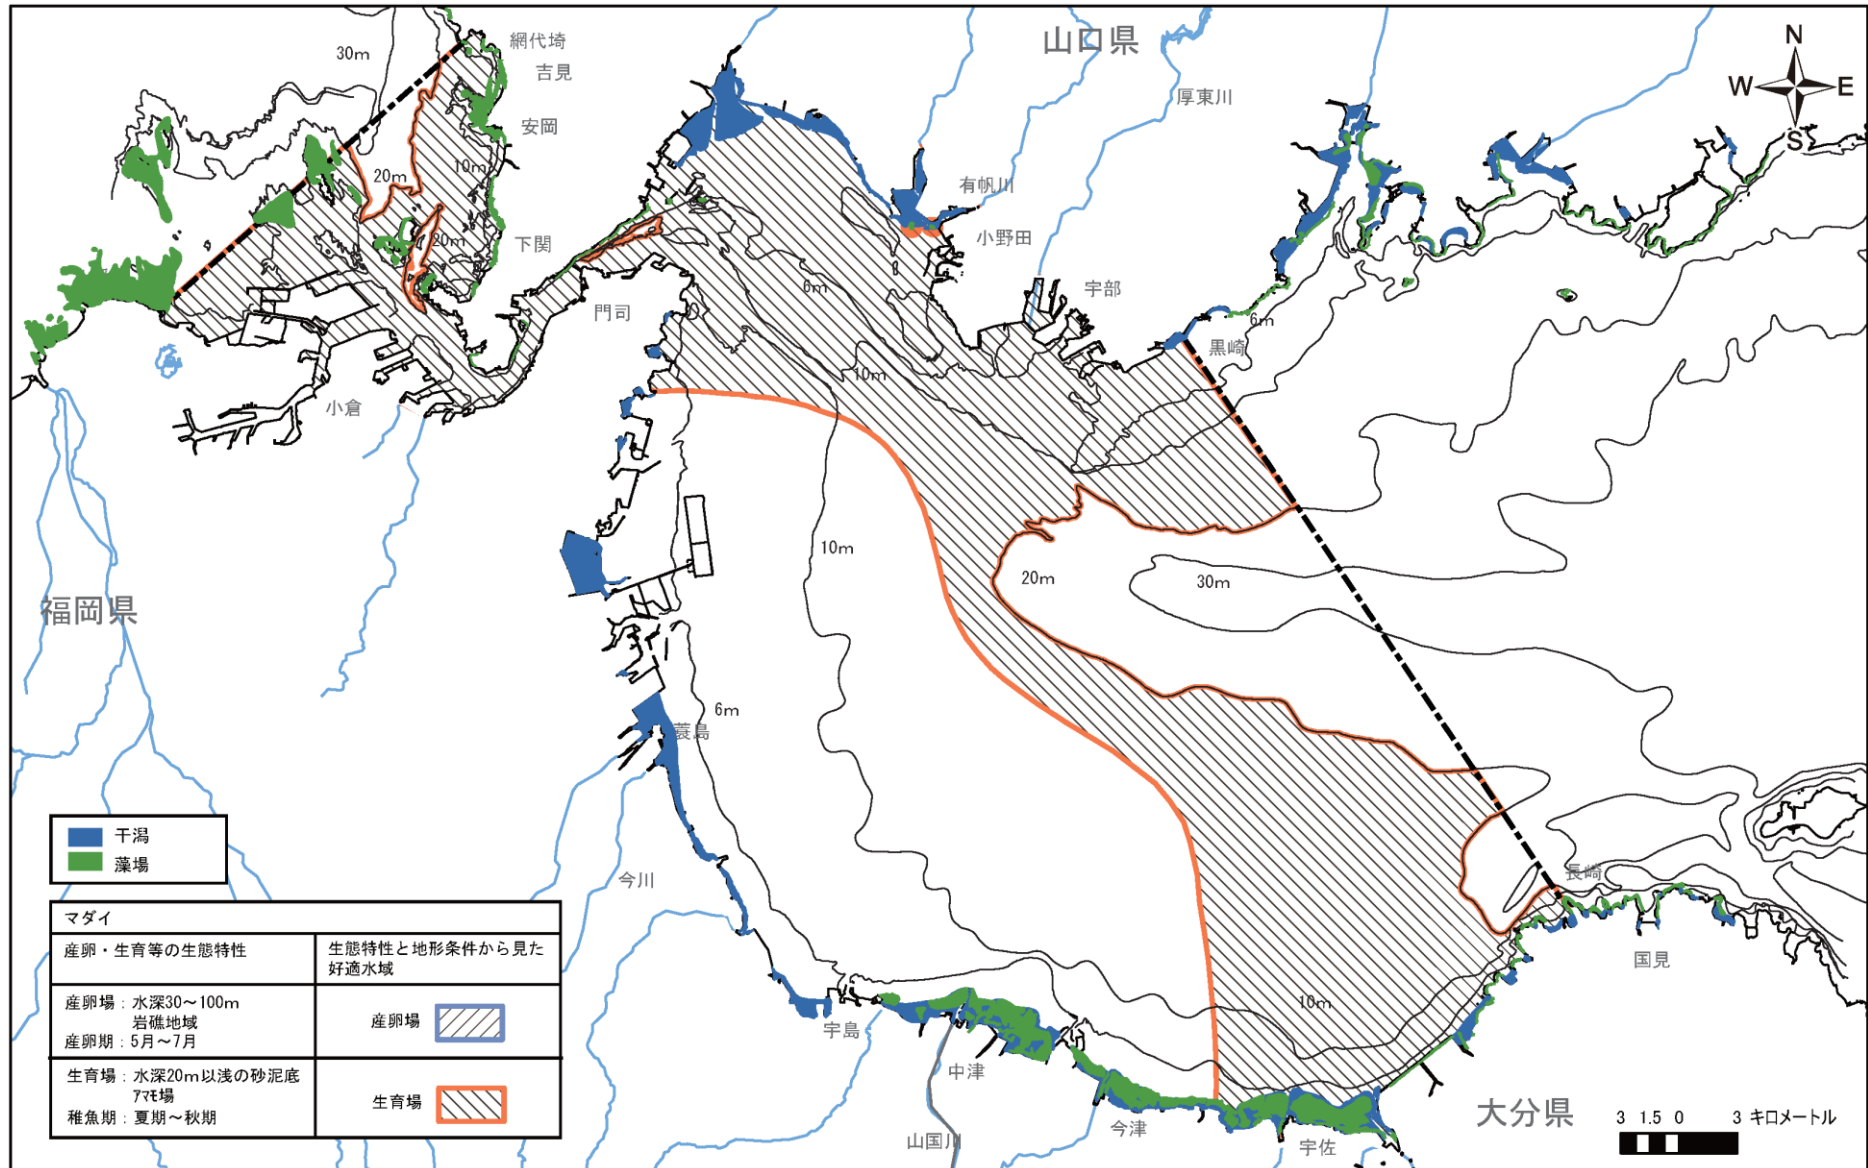 山口県
N
W
E
S
網代埼
吉見
安岡
下関
30m
20m
10m
20m
厚東川
有帆川
小野田
宇部
門司
小倉
黒崎
6m
6m
10m
10m
20m
30m
福岡県
6m
蓑島
今川
宇島
中津
山国川
今津
宇佐
10m
長崎
国見
大分県
干潟
藻場
マダイ
産卵・生育等の生態特性
生態特性と地形条件から見た
好適水域
産卵場：水深30～100m
岩礁地域
産卵期：5月～7月
産卵場
生育場：水深20m以浅の砂泥底
アマモ場
稚魚期：夏期～秋期
生育場
3 1.5 0 3 キロメートル